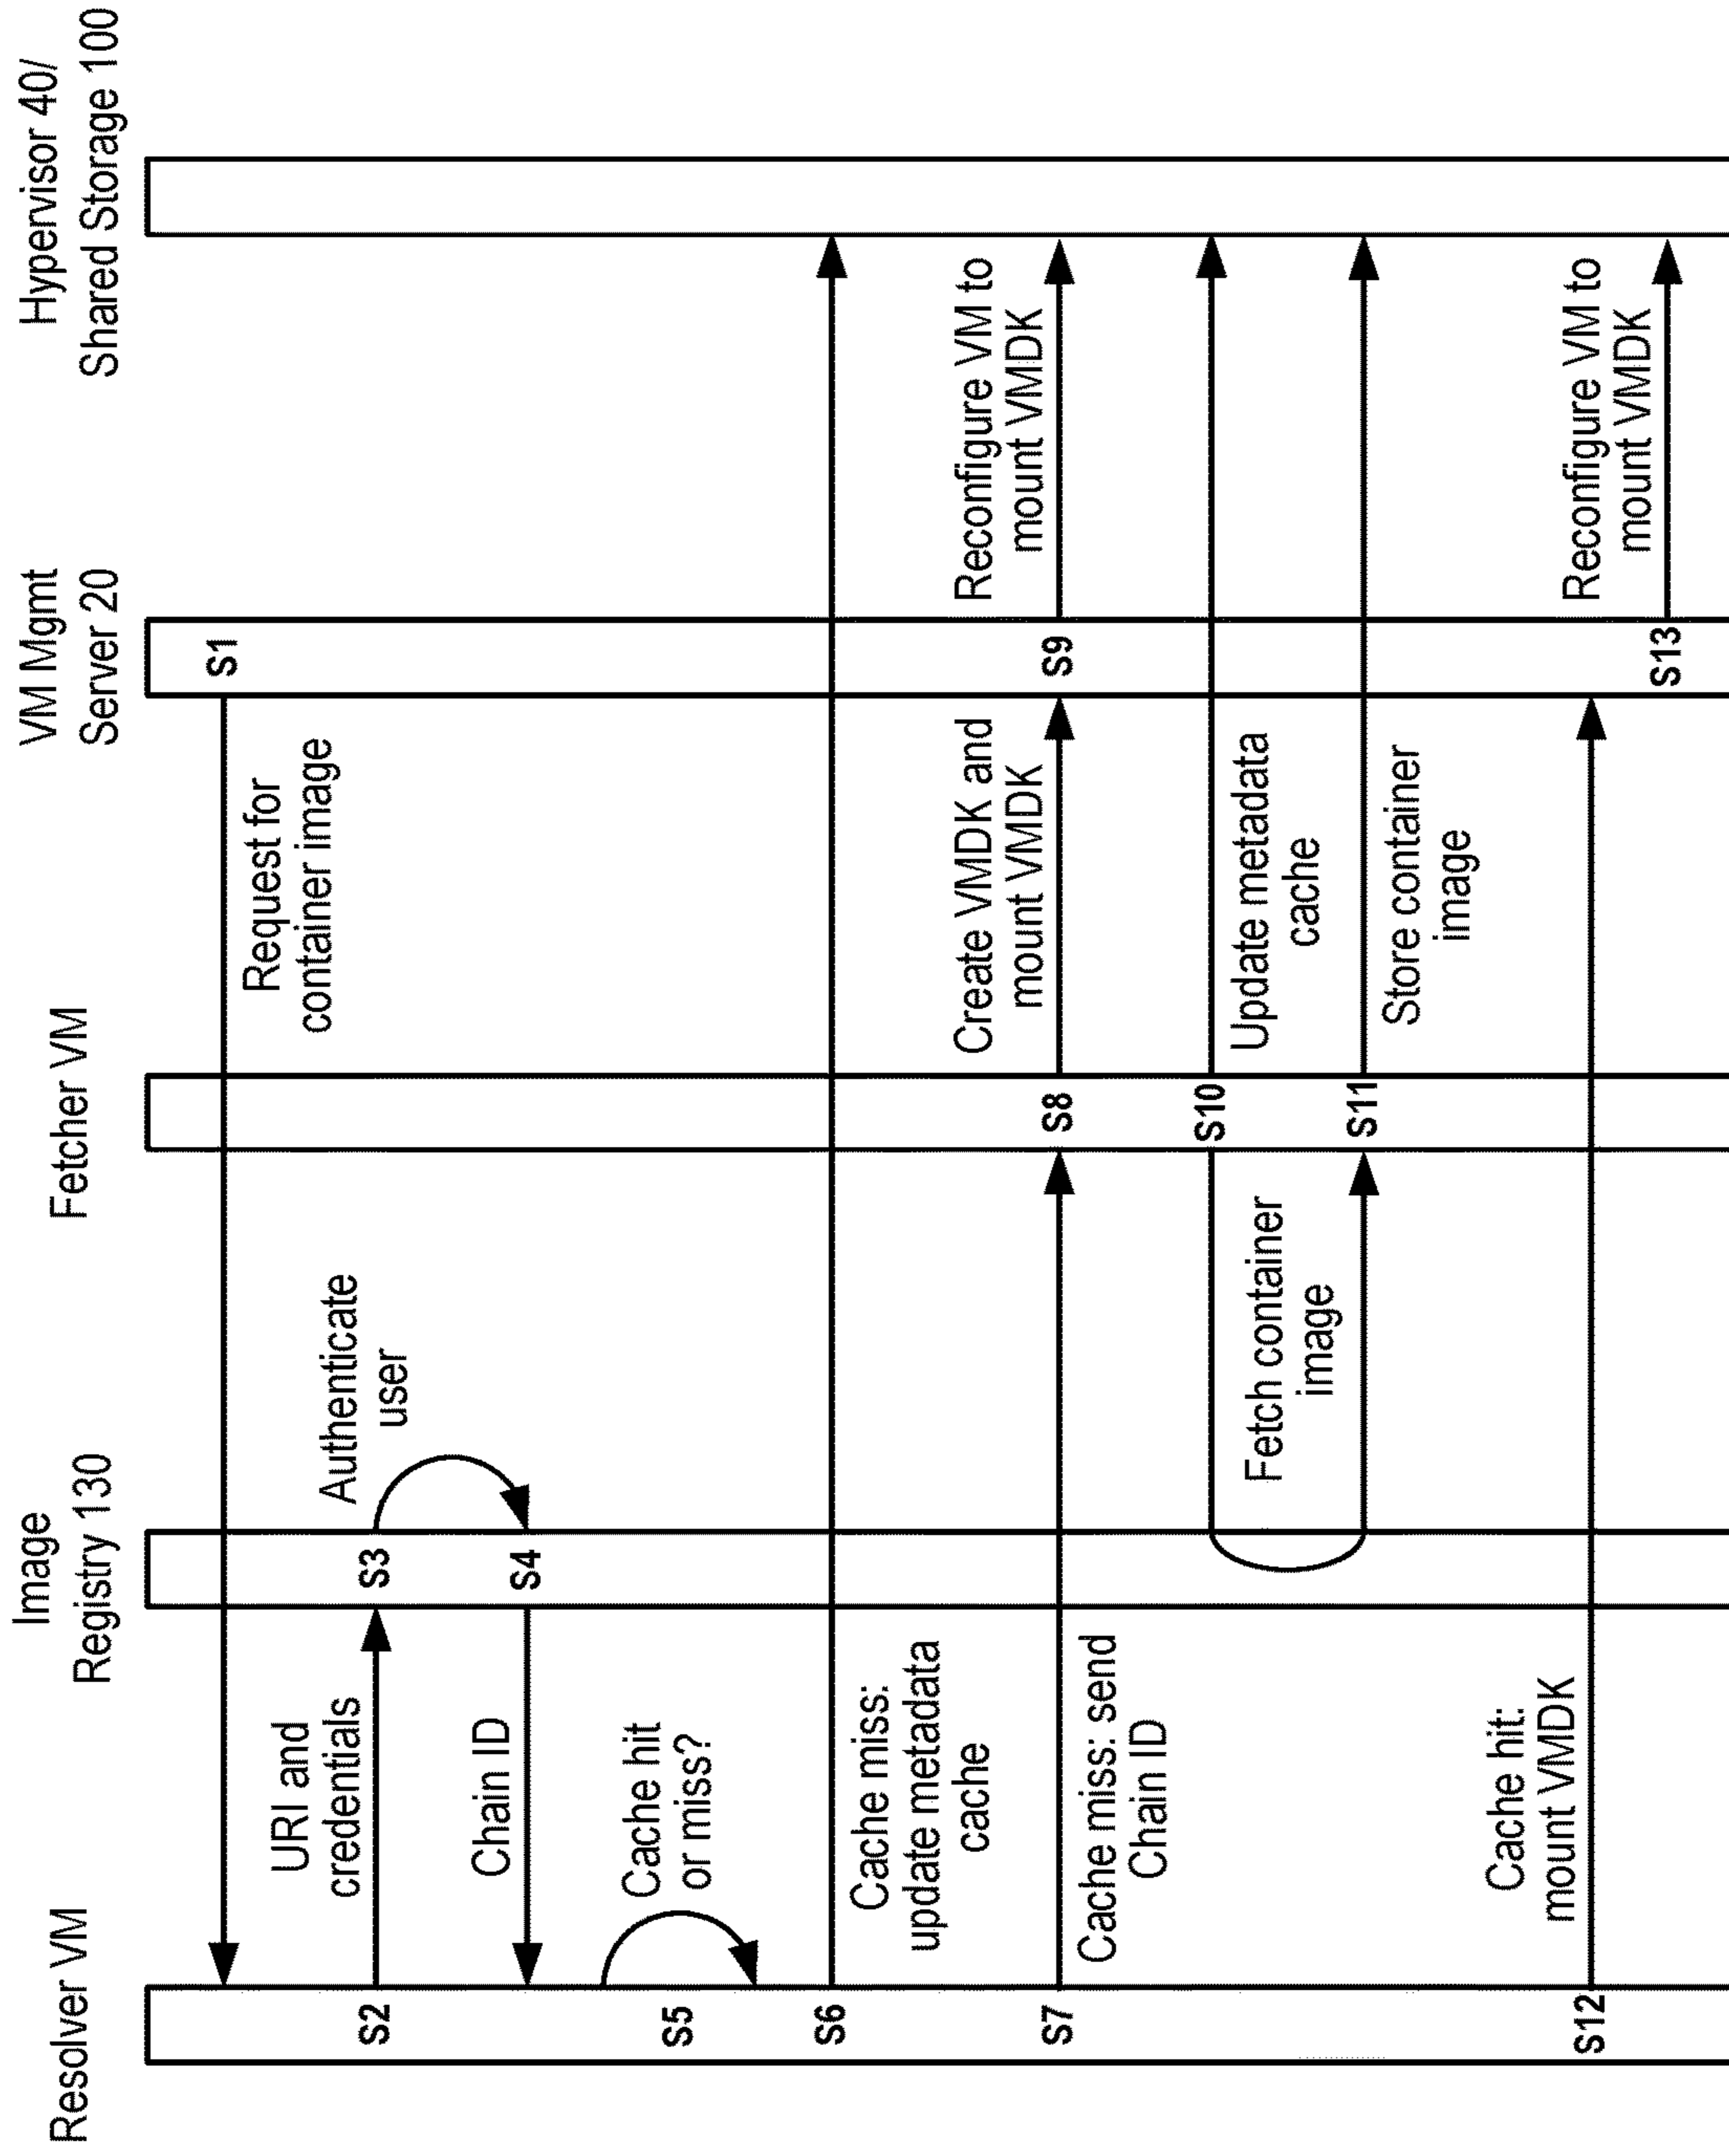 Resolver VM
Image
Registry 130
Fetcher VM
VM Mgmt
Server 20
Hypervisor 40/
Shared Storage 100
S1
Request for
container image
S2
URI and
credentials
S3
Authenticate
user
S4
Chain ID
S5
Cache hit
or miss?
S6
Cache miss:
update metadata
cache
S7
Cache miss: send
Chain ID
S8
Create VMDK and
mount VMDK
S9
Reconfigure VM to
mount VMDK
S10
Fetch container
image
Update metadata
cache
S11
Store container
image
S12
Cache hit:
mount VMDK
S13
Reconfigure VM to
mount VMDK